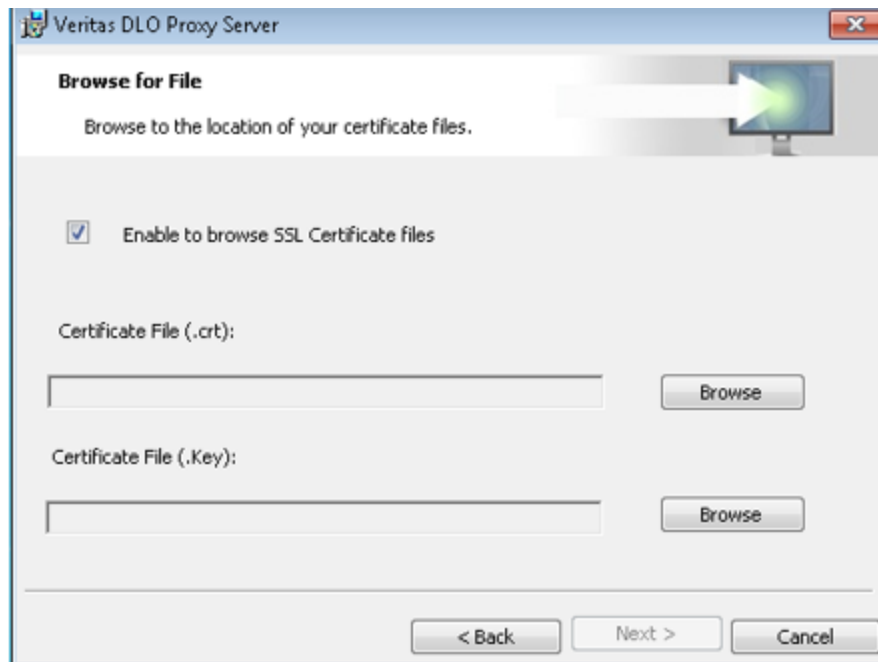 Veritas DLO Proxy Server
Browse for File
Browse to the location of your certificate files.
Enable to browse SSL Certificate files
Certificate File (.crt):
Browse
Certificate File (.Key):
Browse
< Back
Next >
Cancel